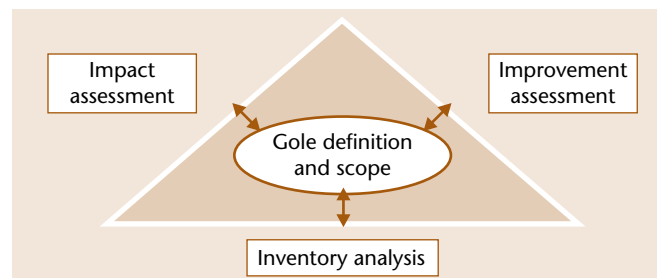 Impact
assessment
Improvement
assessment
Gole definition
and scope
Inventory analysis